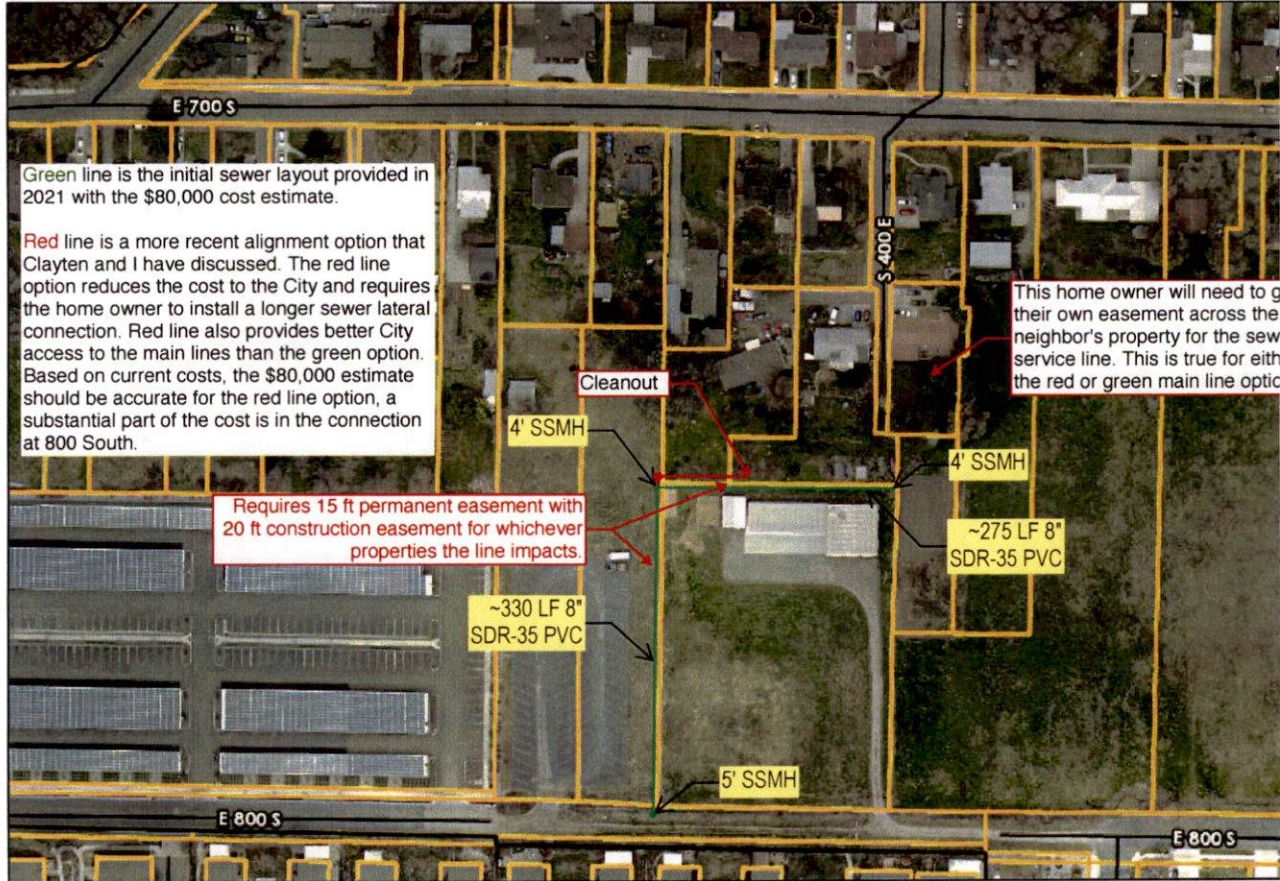 E 700 S
Green line is the initial sewer layout provided in
2021 with the $80,000 cost estimate.
Red line is a more recent alignment option that
Clayten and I have discussed. The red line
option reduces the cost to the City and requires
the home owner to install a longer sewer lateral
connection. Red line also provides better City
access to the main lines than the green option.
Based on current costs, the $80,000 estimate
should be accurate for the red line option, a
substantial part of the cost is in the connection
at 800 South.
S 400 E
This home owner will need to g
their own easement across the
neighbor's property for the sew
service line. This is true for eith
the red or green main line optio
Cleanout
4' SSMH
4' SSMH
Requires 15 ft permanent easement with
20 ft construction easement for whichever
properties the line impacts.
~275 LF 8"
SDR-35 PVC
~330 LF 8"
SDR-35 PVC
5' SSMH
E 800 S
E 800 S